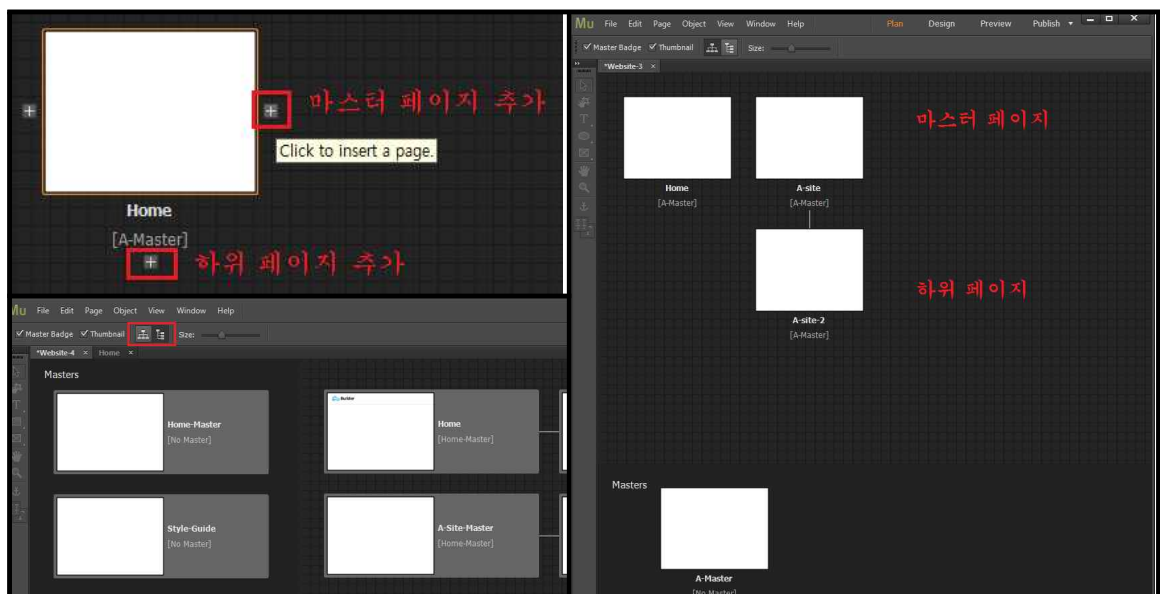 마스터 페이지 추가
Click to insert a page.
Home
[A-Master]
하위 페이지 추가
Mu File Edit Page Object View Window Help
Master Badge Thumbnail Size:
*Website-4 × Home ×
Masters
Home-Master
[No Master]
Builder
Home
[Home-Master]
Style-Guide
[No Master]
A-Site-Master
[Home-Master]
Mu File Edit Page Object View Window Help Plan Design Preview Publish
Master Badge Thumbnail Size:
*Website-3 ×
마스터 페이지
Home
[A-Master]
A-site
[A-Master]
하위 페이지
A-site-2
[A-Master]
Masters
A-Master
[No Master]